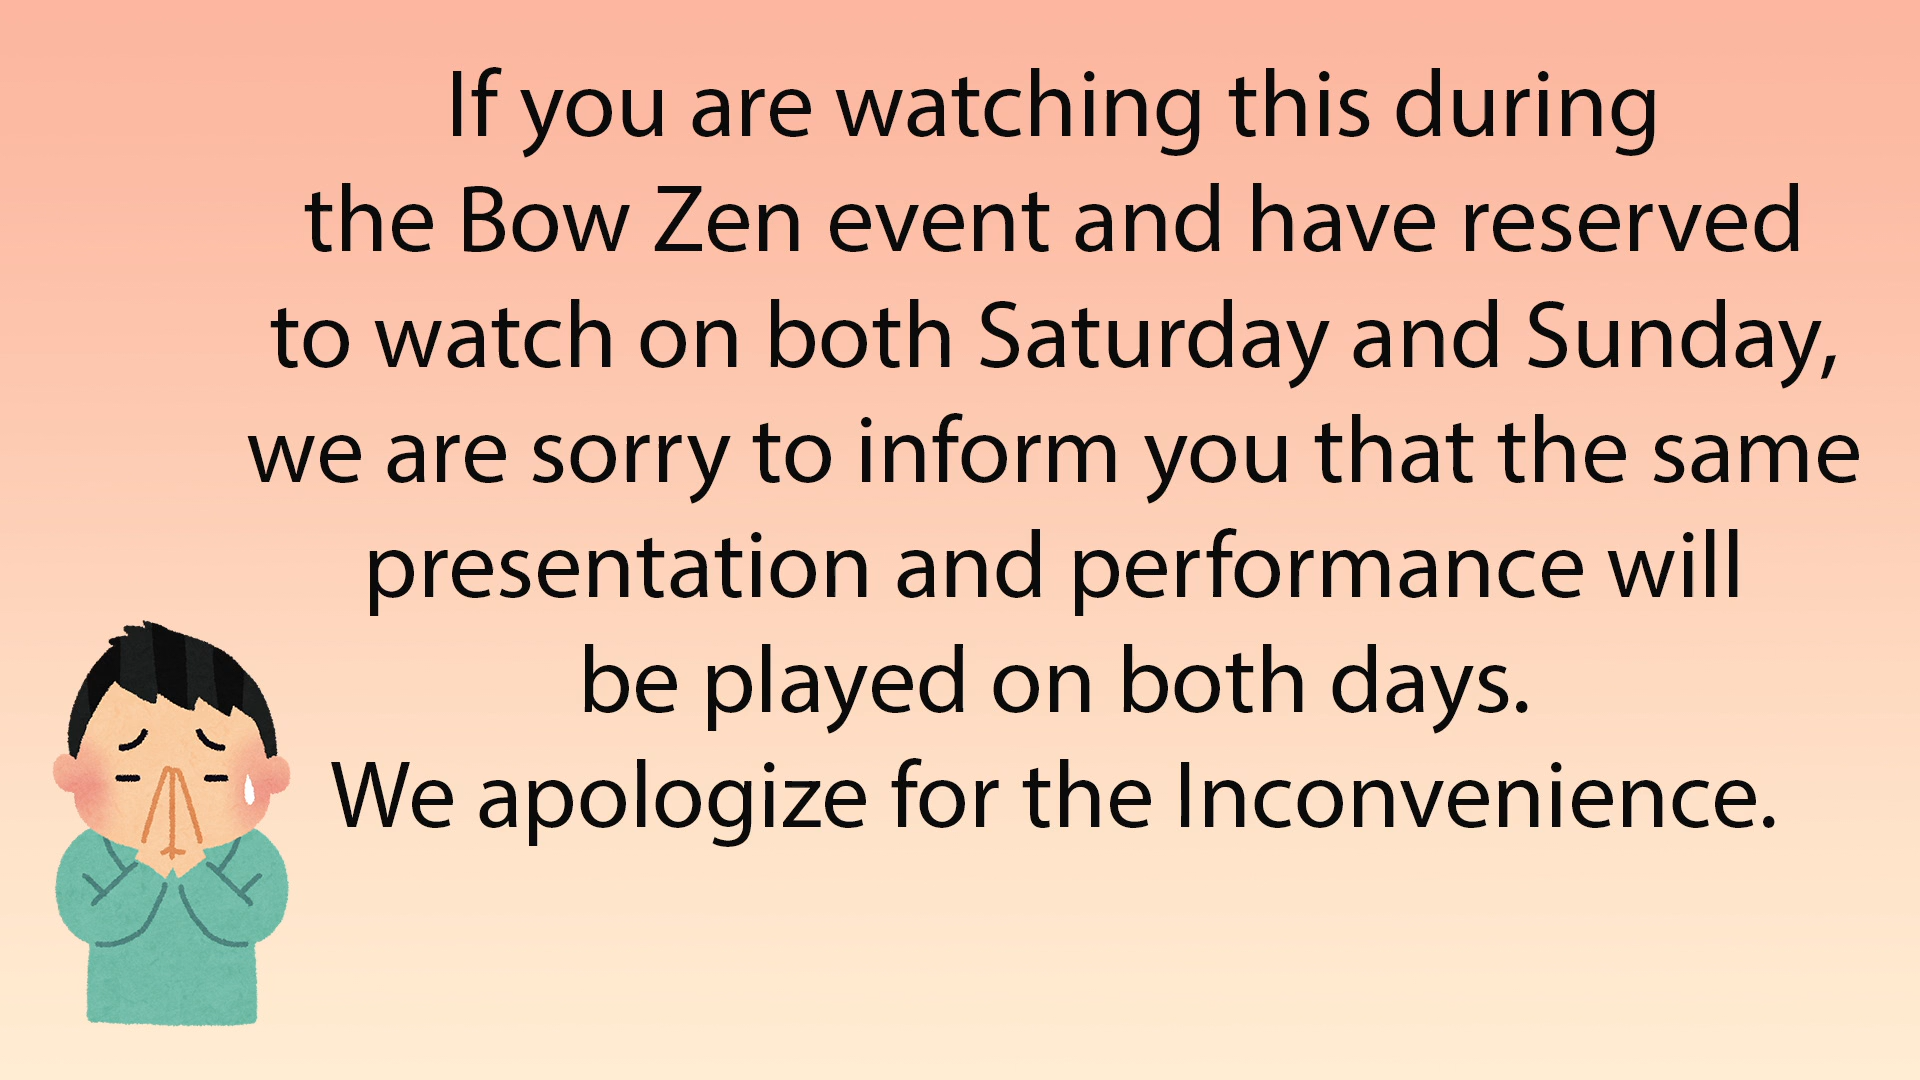 If you are watching this during
the Bow Zen event and have reserved
to watch on both Saturday and Sunday,
we are sorry to inform you that the same
presentation and performance will
be played on both days.
We apologize for the Inconvenience.